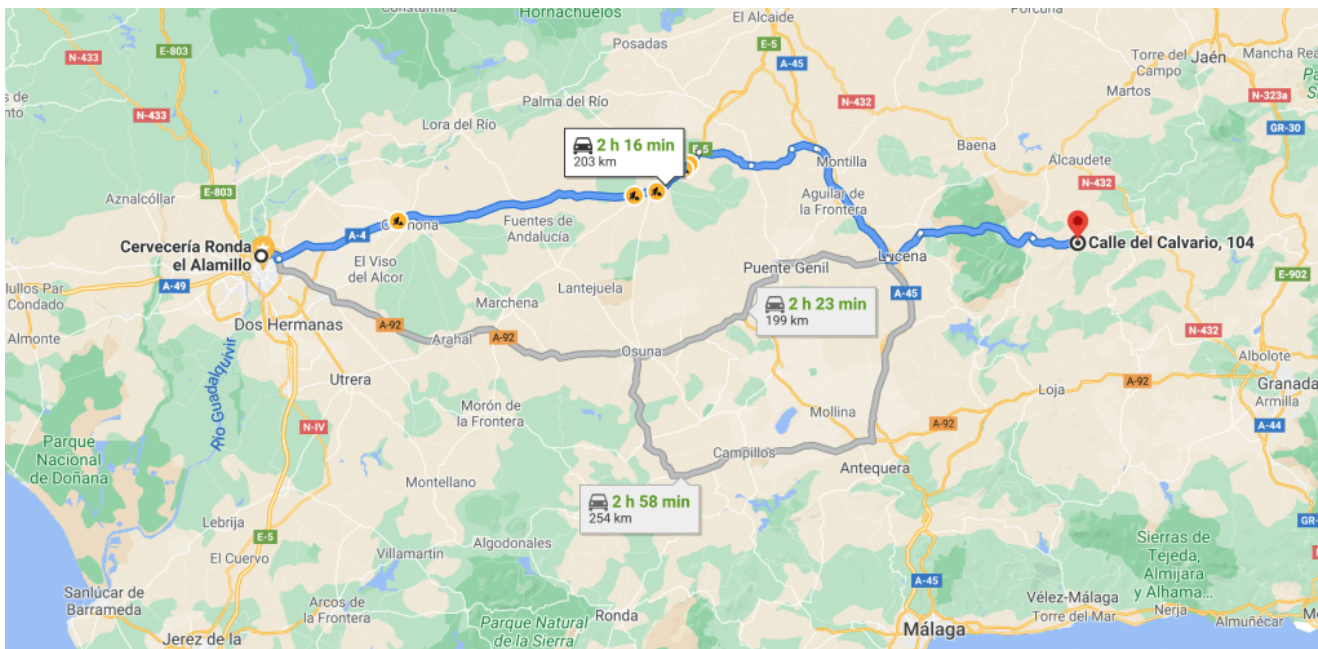 Constantina
Hornachuelos
Porcuna
El Alcaide
E-803
N-433
E-5
Posadas
A-45
Torre del
Campo
Jaén
Mancha Rea
N-433
Palma del Río
N-432
Martos
N-323a
Lora del Río
2 h 16 min
203 km
E-5
Montilla
Baena
Alcaudete
GR-30
Aznalcóllar
E-803
Aguilar de
la Frontera
N-432
Fuentes de
Andalucía
A-4
Cervecería Ronda
el Alamillo
El Viso
del Alcor
Lucena
Calle del Calvario, 104
Puente Genil
E-902
llullos Par
Condado
A-49
Lantejuela
Marchena
2 h 23 min
199 km
A-45
Dos Hermanas
A-92
Arahal
A-92
Osuna
N-432
Almonte
Albolote
Río Guadalquivir
Utrera
Loja
A-92
Granada
Armilla
Morón de
la Frontera
Mollina
A-92
A-44
N-IV
Parque
Nacional
de Doñana
Campillos
Antequera
Montellano
2 h 58 min
254 km
Lebrija
E-5
Sierras de
Tejeda,
Almijara
y Alhama...
El Cuervo
Algodonales
Villamartin
A-45
Sanlúcar de
Barrameda
Arcos de
la Frontera
Ronda
Vélez-Málaga
Torre del Mar
Nerja
Almuñécar
Parque Natural
de la Sierra
Málaga
Jerez de la